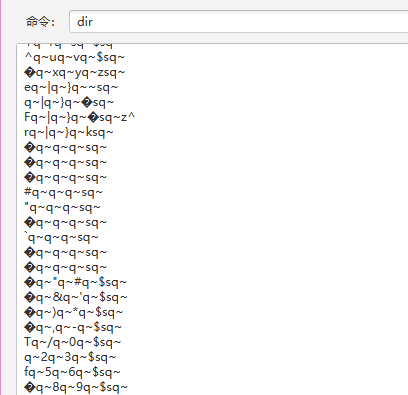 命令: dir
^q~uq~vq~$sq~
�q~xq~yq~zsq~
eq~|q~}q~~sq~
q~|q~}q~�sq~
Fq~|q~}q~�sq~z^
rq~|q~}q~ksq~
�q~q~q~sq~
�q~q~q~sq~
�q~q~q~sq~
#q~q~q~sq~
"q~q~q~sq~
�q~q~q~sq~
`q~q~q~sq~
�q~q~q~sq~
�q~q~q~sq~
�q~"q~#q~$sq~
�q~&q~'q~$sq~
�q~)q~*q~$sq~
�q~,q~-q~$sq~
Tq~/q~0q~$sq~
q~2q~3q~$sq~
fq~5q~6q~$sq~
�q~8q~9q~$sq~